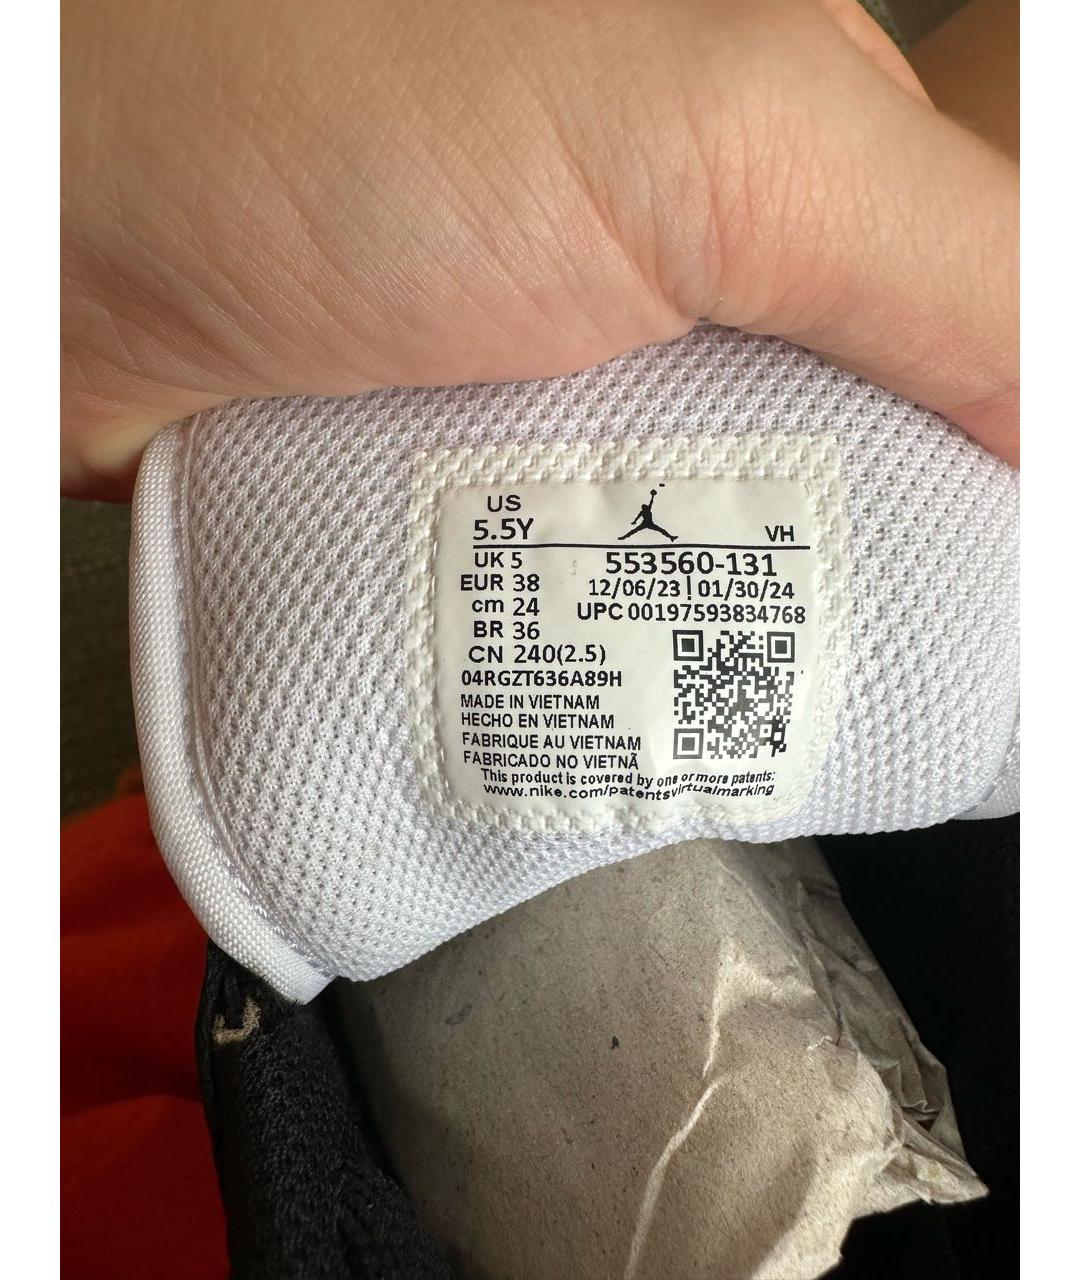 US
5.5Y
VH
UK 5
553560-131
EUR 38
12/06/23 | 01/30/24
cm 24
UPC 00197593834768
BR 36
CN 240(2.5)
04RGZT636A89H
MADE IN VIETNAM
HECHO EN VIETNAM
FABRIQUE AU VIETNAM
FABRICADO NO VIETNÃ
This product is covered by one or more patents:
www.nike.com/patentsvirtualmarking